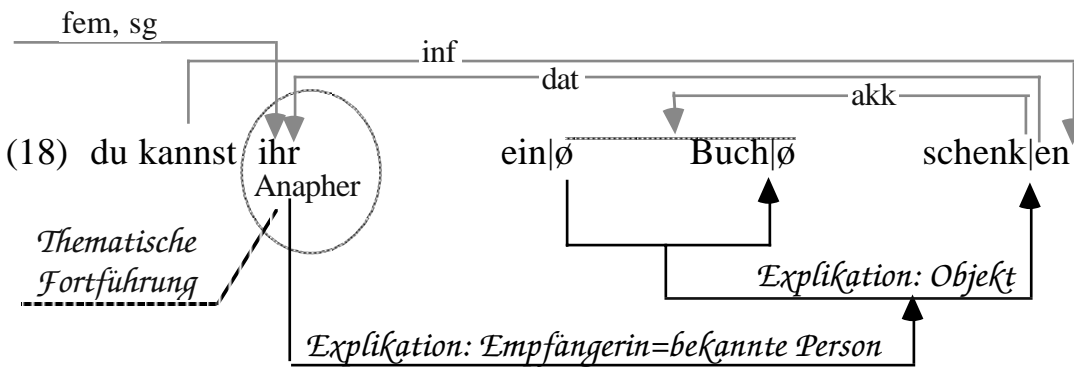 fem, sg
inf
dat
akk
(18) du kannst ihr ein|ø Buch|ø schenk|en
Anapher
Thematische
Fortführung
Explikation: Objekt
Explikation: Empfängerin=bekannte Person